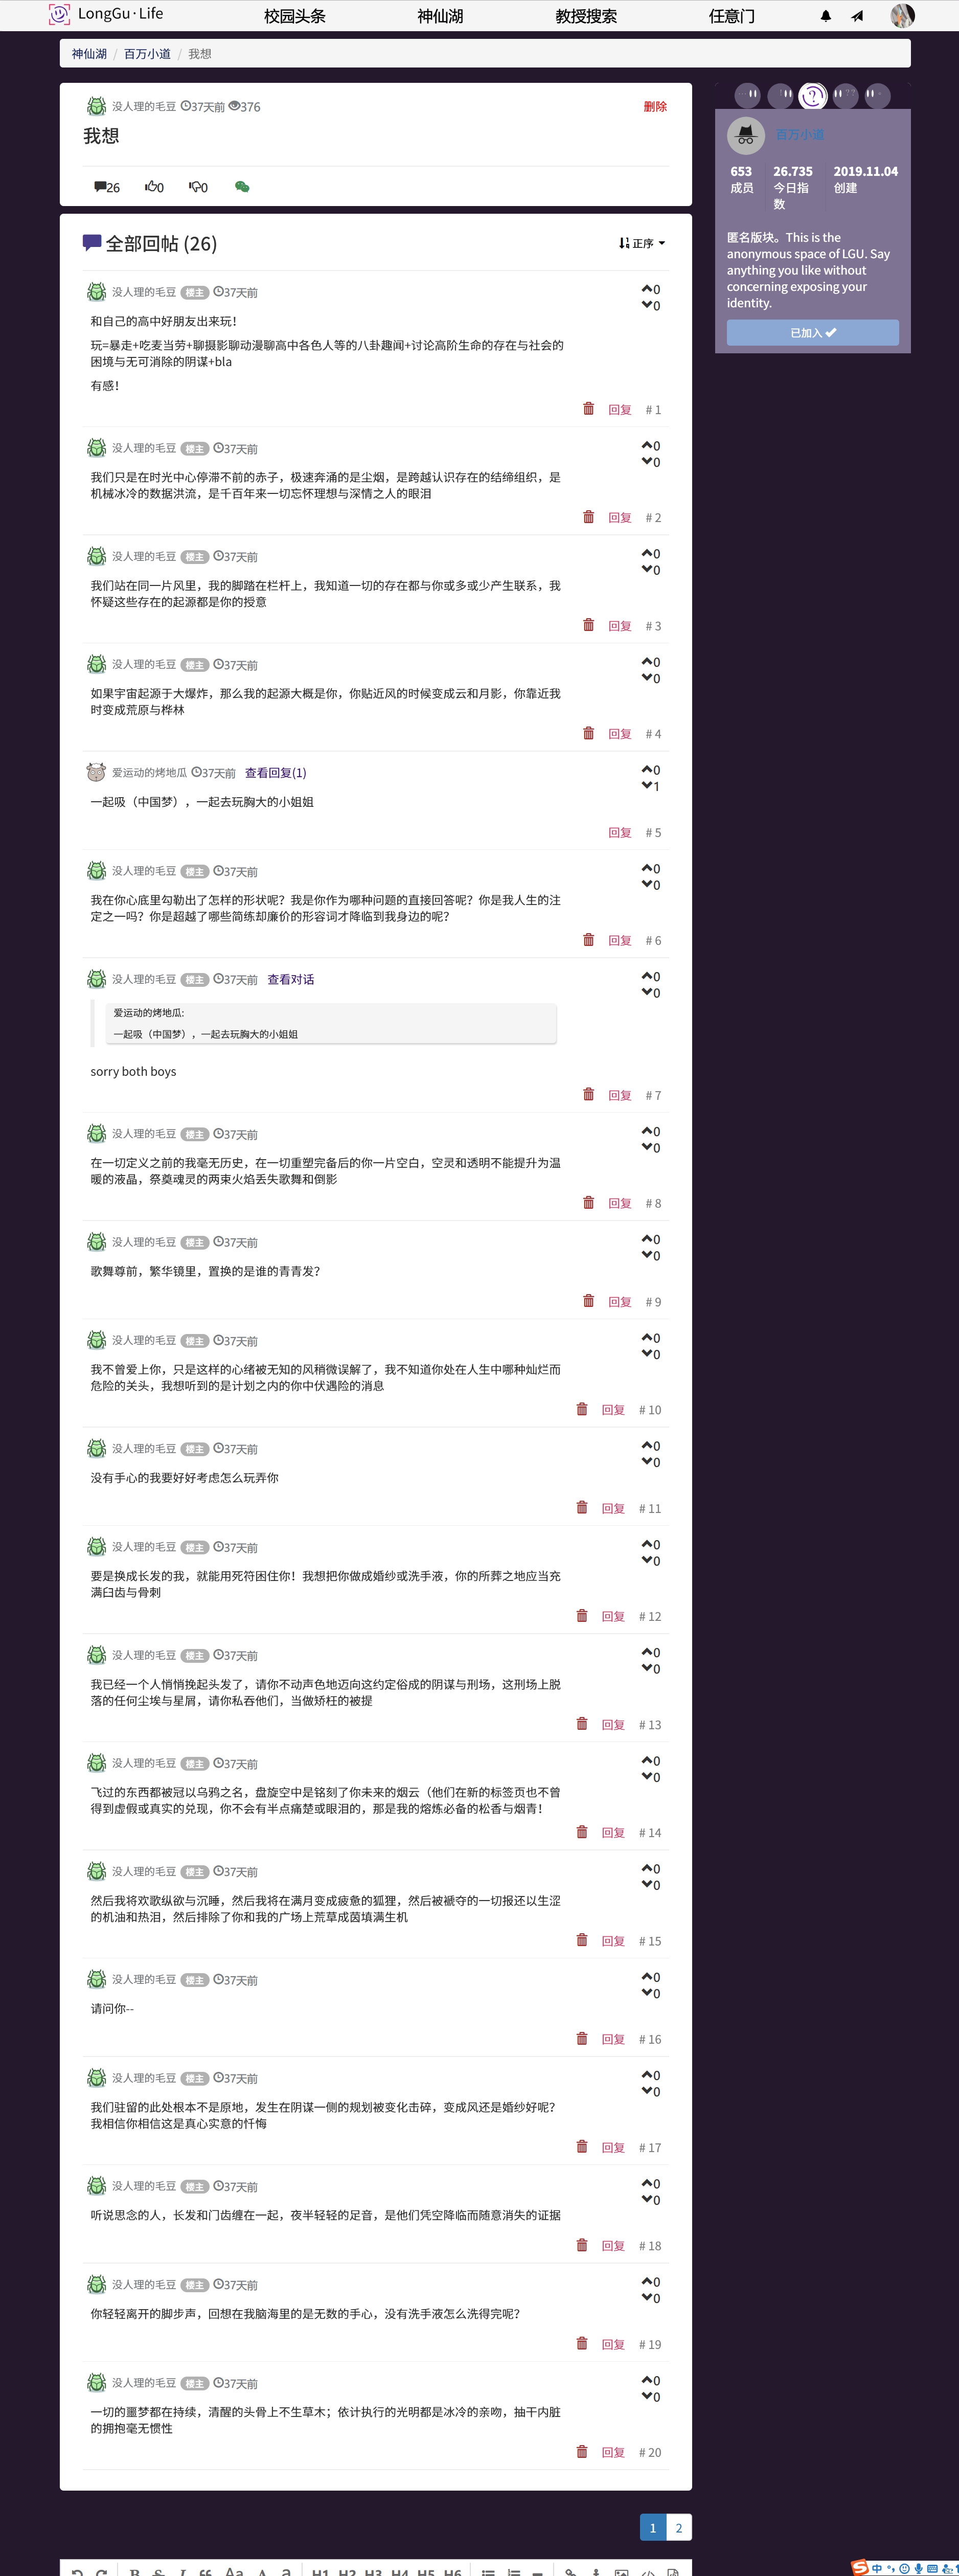 LongGu·Life
校园头条
神仙湖
教授搜索
任意门
神仙湖 / 百万小道 / 我想
没人理的毛豆 37天前 376
删除
我想
26 0 0
全部回帖 (26)
正序
没人理的毛豆 楼主 37天前
0
0
和自己的高中好朋友出来玩！
玩=暴走+吃麦当劳+聊摄影聊动漫聊高中各色人等的八卦趣闻+讨论高阶生命的存在与社会的
困境与无可消除的阴谋+bla
有感！
回复 # 1
没人理的毛豆 楼主 37天前
0
0
我们只是在时光中心停滞不前的赤子，极速奔涌的是尘烟，是跨越认识存在的结缔组织，是
机械冰冷的数据洪流，是千百年来一切忘怀理想与深情之人的眼泪
回复 # 2
没人理的毛豆 楼主 37天前
0
0
我们站在同一片风里，我的脚踏在栏杆上，我知道一切的存在都与你或多或少产生联系，我
怀疑这些存在的起源都是你的授意
回复 # 3
没人理的毛豆 楼主 37天前
0
0
如果宇宙起源于大爆炸，那么我的起源大概是你，你贴近风的时候变成云和月影，你靠近我
时变成荒原与桦林
回复 # 4
爱运动的烤地瓜 37天前 查看回复(1)
0
1
一起吸（中国梦），一起去玩胸大的小姐姐
回复 # 5
没人理的毛豆 楼主 37天前
0
0
我在你心底里勾勒出了怎样的形状呢？我是你作为哪种问题的直接回答呢？你是我人生的注
定之一吗？你是超越了哪些简练却廉价的形容词才降临到我身边的呢？
回复 # 6
没人理的毛豆 楼主 37天前 查看对话
0
0
爱运动的烤地瓜:
一起吸（中国梦），一起去玩胸大的小姐姐
sorry both boys
回复 # 7
没人理的毛豆 楼主 37天前
0
0
在一切定义之前的我毫无历史，在一切重塑完备后的你一片空白，空灵和透明不能提升为温
暖的液晶，祭奠魂灵的两束火焰丢失歌舞和倒影
回复 # 8
没人理的毛豆 楼主 37天前
0
0
歌舞尊前，繁华镜里，置换的是谁的青青发？
回复 # 9
没人理的毛豆 楼主 37天前
0
0
我不曾爱上你，只是这样的心绪被无知的风稍微误解了，我不知道你处在人生中哪种灿烂而
危险的关头，我想听到的是计划之内的你中伏遇险的消息
回复 # 10
没人理的毛豆 楼主 37天前
0
0
没有手心的我要好好考虑怎么玩弄你
回复 # 11
没人理的毛豆 楼主 37天前
0
0
要是换成长发的我，就能用死符困住你！我想把你做成婚纱或洗手液，你的所葬之地应当充
满臼齿与骨刺
回复 # 12
没人理的毛豆 楼主 37天前
0
0
我已经一个人悄悄挽起头发了，请你不动声色地迈向这约定俗成的阴谋与刑场，这刑场上脱
落的任何尘埃与星屑，请你私吞他们，当做矫枉的被提
回复 # 13
没人理的毛豆 楼主 37天前
0
0
飞过的东西都被冠以乌鸦之名，盘旋空中是铭刻了你未来的烟云（他们在新的标签页也不曾
得到虚假或真实的兑现，你不会有半点痛楚或眼泪的，那是我的熔炼必备的松香与烟青！
回复 # 14
没人理的毛豆 楼主 37天前
0
0
然后我将欢歌纵欲与沉睡，然后我将在满月变成疲惫的狐狸，然后被褫夺的一切报还以生涩
的机油和热泪，然后排除了你和我的广场上荒草成茵填满生机
回复 # 15
没人理的毛豆 楼主 37天前
0
0
请问你--
回复 # 16
没人理的毛豆 楼主 37天前
0
0
我们驻留的此处根本不是原地，发生在阴谋一侧的规划被变化击碎，变成风还是婚纱好呢？
我相信你相信这是真心实意的忏悔
回复 # 17
没人理的毛豆 楼主 37天前
0
0
听说思念的人，长发和门齿缠在一起，夜半轻轻的足音，是他们凭空降临而随意消失的证据
回复 # 18
没人理的毛豆 楼主 37天前
0
0
你轻轻离开的脚步声，回想在我脑海里的是无数的手心，没有洗手液怎么洗得完呢？
回复 # 19
没人理的毛豆 楼主 37天前
0
0
一切的噩梦都在持续，清醒的头骨上不生草木；依计执行的光明都是冰冷的亲吻，抽干内脏
的拥抱毫无惯性
回复 # 20
1 2
B S I 66 Aa A a H1 H2 H3 H4 H5 H6
百万小道
653 26.735 2019.11.04
成员 今日指 创建
数
匿名版块。This is the
anonymous space of LGU. Say
anything you like without
concerning exposing your
identity.
已加入
中